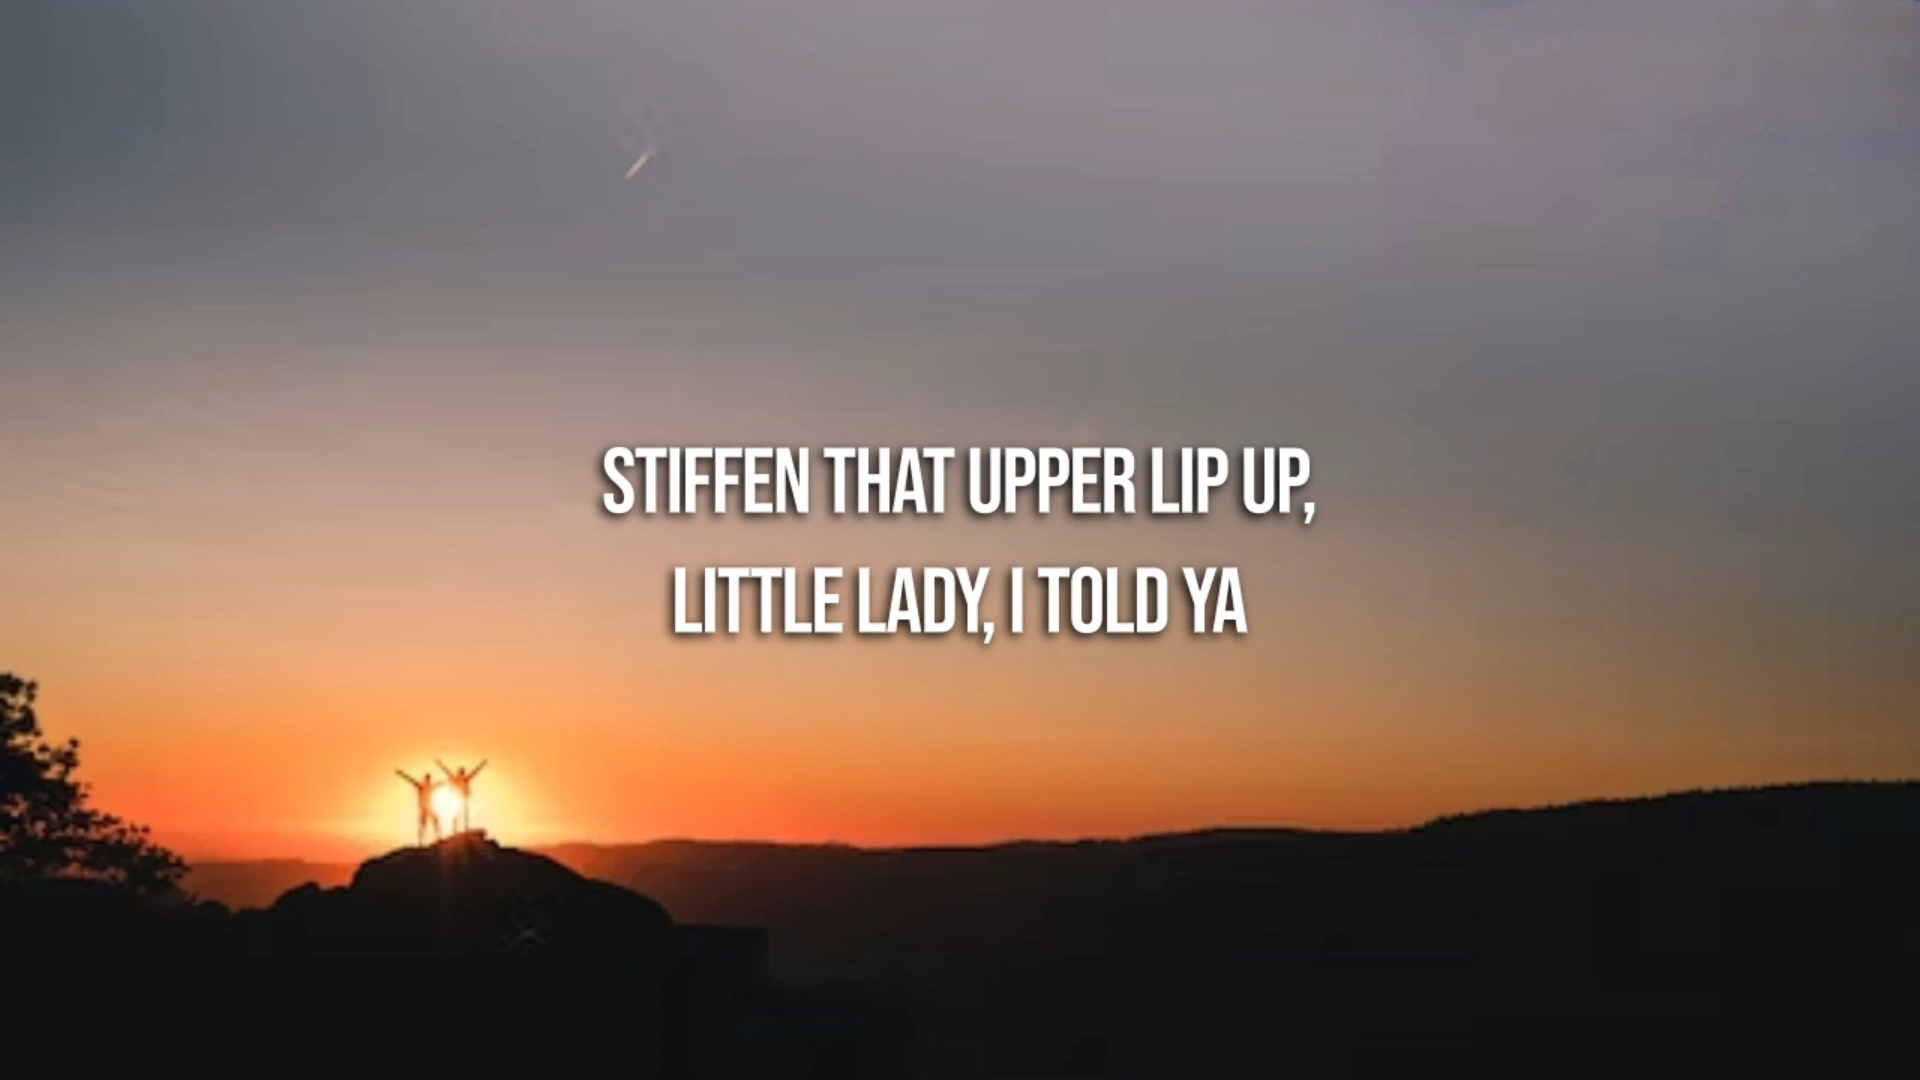 STIFFEN THAT UPPER LIP UP,
LITTLE LADY, I TOLD YA